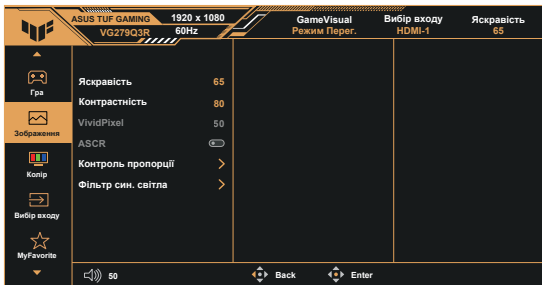 ASUS TUF GAMING 1920 x 1080
VG279Q3R 60Hz
GameVisual
Режим Перег.
Вибір входу
HDMI-1
Яскравість
65
Гра
Зображення
Колір
Вибір входу
MyFavorite
Яскравість 65
Контрастність 80
VividPixel 50
ASCR
Контроль пропорції
Фільтр син. світла
50
Back
Enter